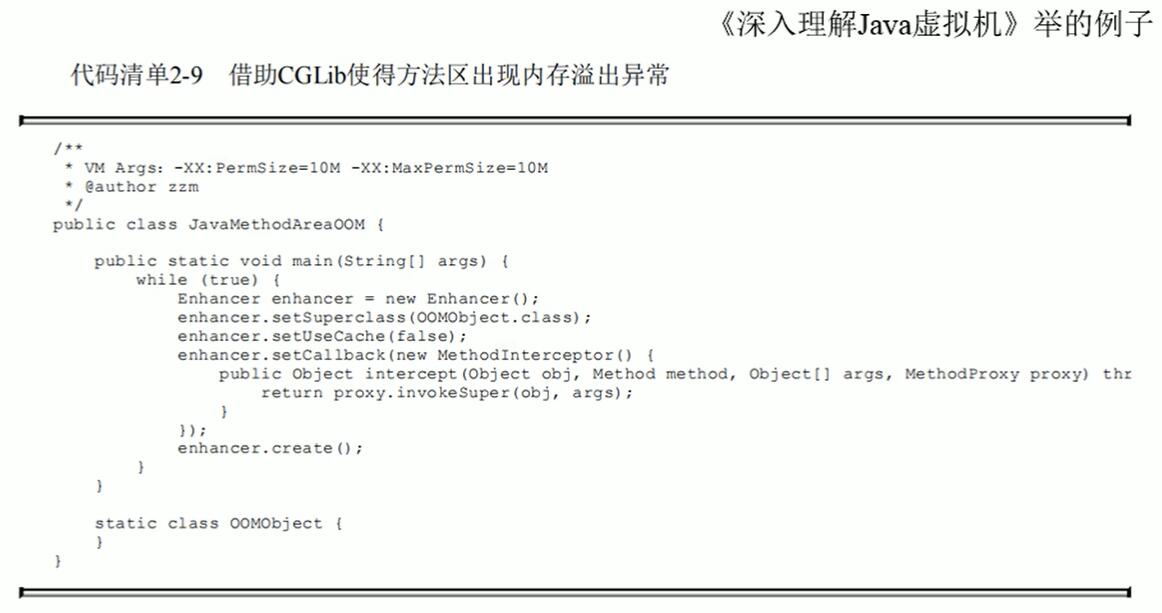 《深入理解Java虚拟机》举的例子
代码清单2-9 借助CGLib使得方法区出现内存溢出异常
/**
 * VM Args：-XX:PermSize=10M -XX:MaxPermSize=10M
 * @author zzm
 */
public class JavaMethodAreaOOM {
    public static void main(String[] args) {
        while (true) {
            Enhancer enhancer = new Enhancer();
            enhancer.setSuperclass(OOMObject.class);
            enhancer.setUseCache(false);
            enhancer.setCallback(new MethodInterceptor() {
                public Object intercept(Object obj, Method method, Object[] args, MethodProxy proxy) thr
                    return proxy.invokeSuper(obj, args);
                }
            });
            enhancer.create();
        }
    }
    static class OOMObject {
    }
}